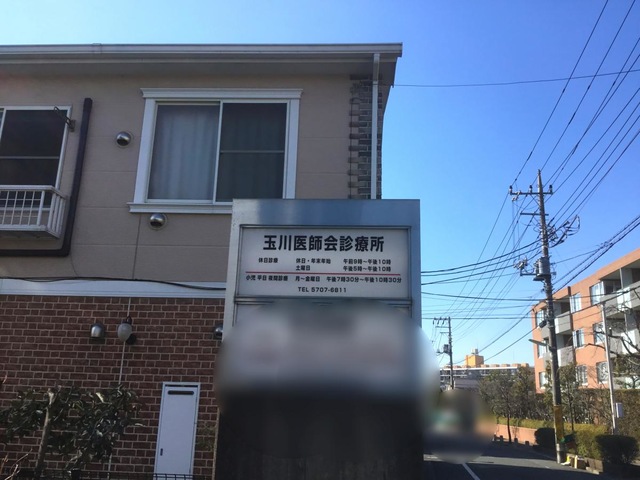 玉川医師会診療所
休日診療 休日・年末年始 午前9時～午後10時
土曜日 午後5時～午後10時
小児 平日 夜間診療 月～金曜日 午後7時30分～午後10時30分
TEL 5707-6811